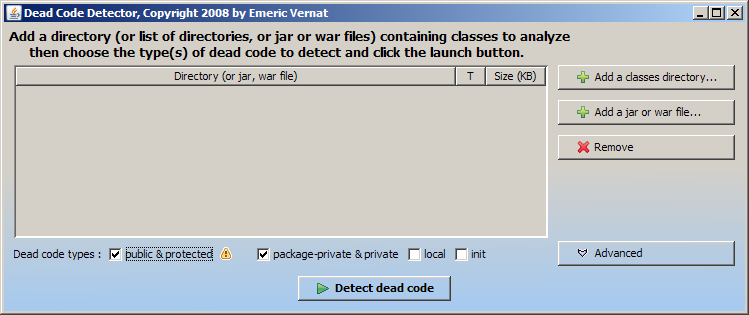 Dead Code Detector, Copyright 2008 by Emeric Vernat
Add a directory (or list of directories, or jar or war files) containing classes to analyze
then choose the type(s) of dead code to detect and click the launch button.
Directory (or jar, war file) T Size (KB)
Add a classes directory...
Add a jar or war file...
Remove
Dead code types : public & protected package-private & private local init
Advanced
Detect dead code